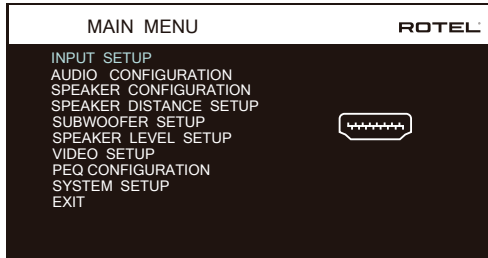 MAIN MENU
ROTEL
INPUT SETUP
AUDIO CONFIGURATION
SPEAKER CONFIGURATION
SPEAKER DISTANCE SETUP
SUBWOOFER SETUP
SPEAKER LEVEL SETUP
VIDEO SETUP
PEQ CONFIGURATION
SYSTEM SETUP
EXIT